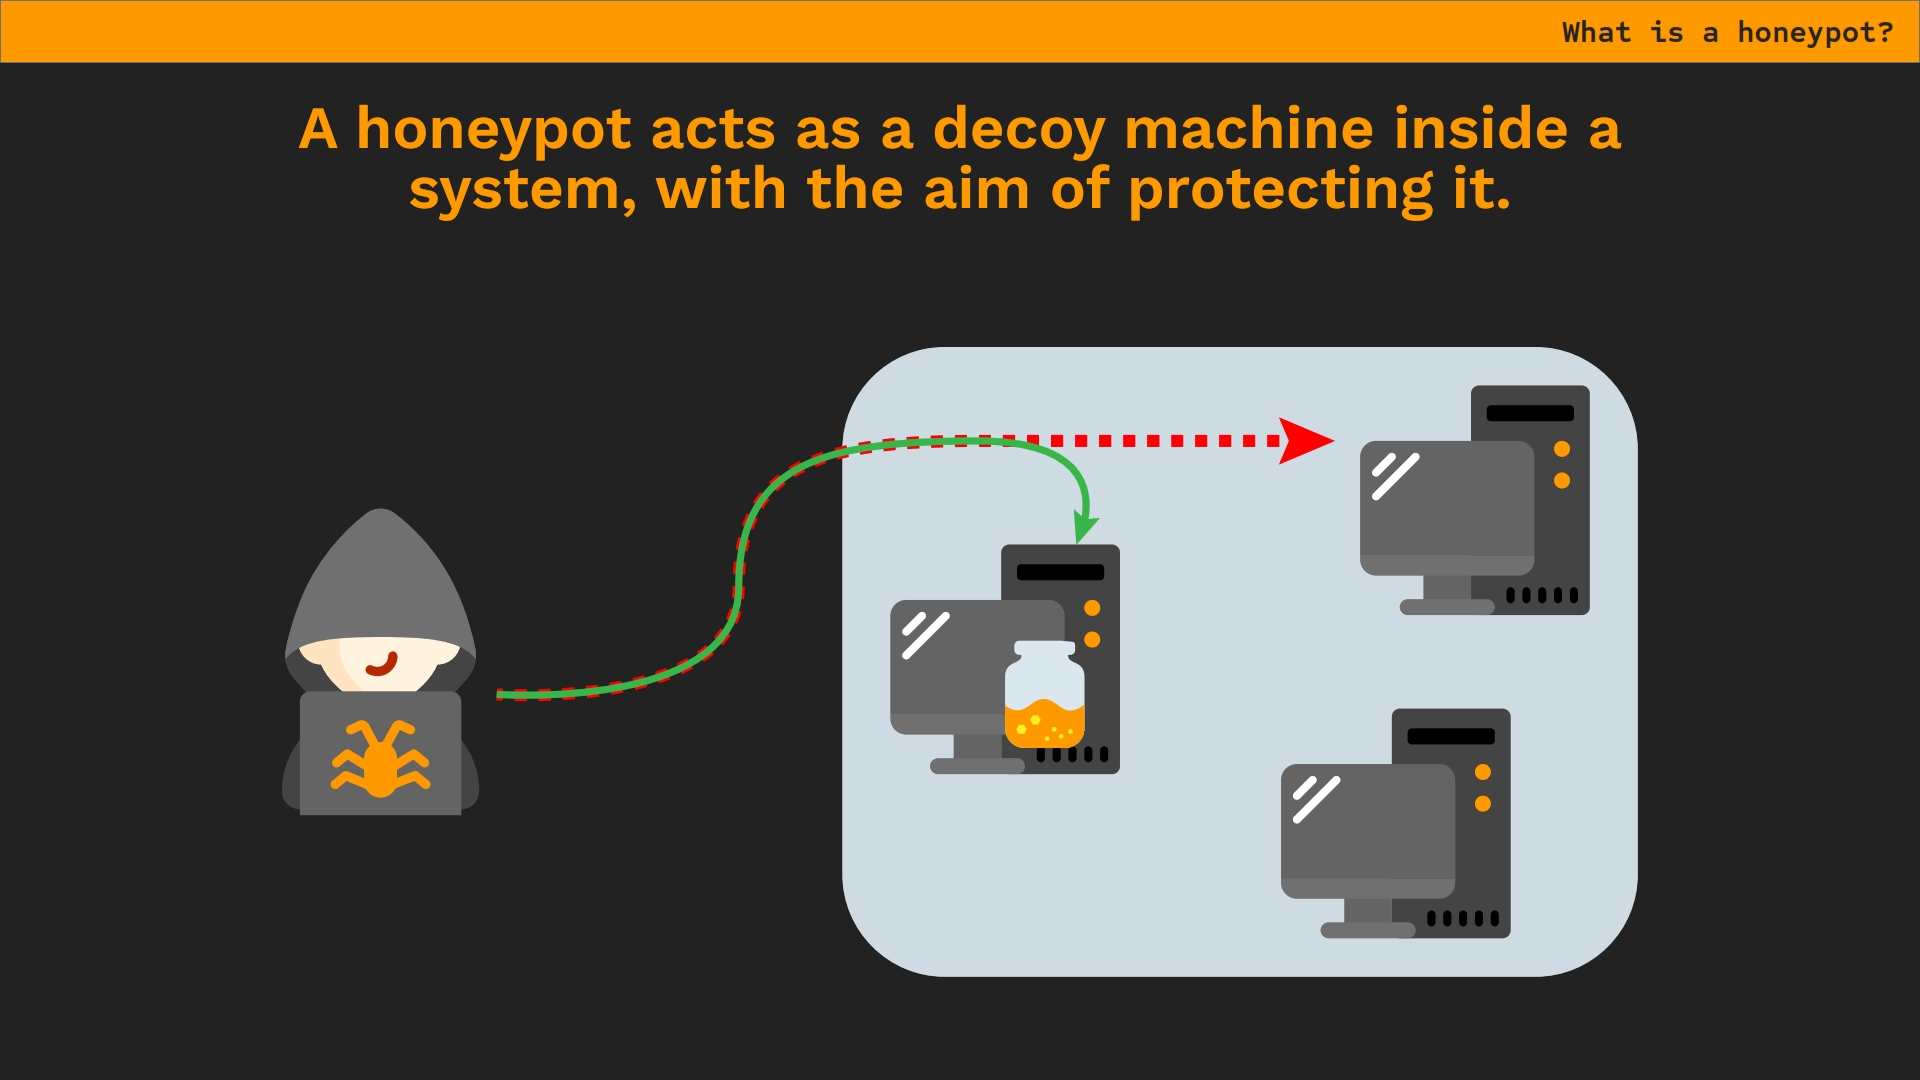 What is a honeypot?
A honeypot acts as a decoy machine inside a
system, with the aim of protecting it.